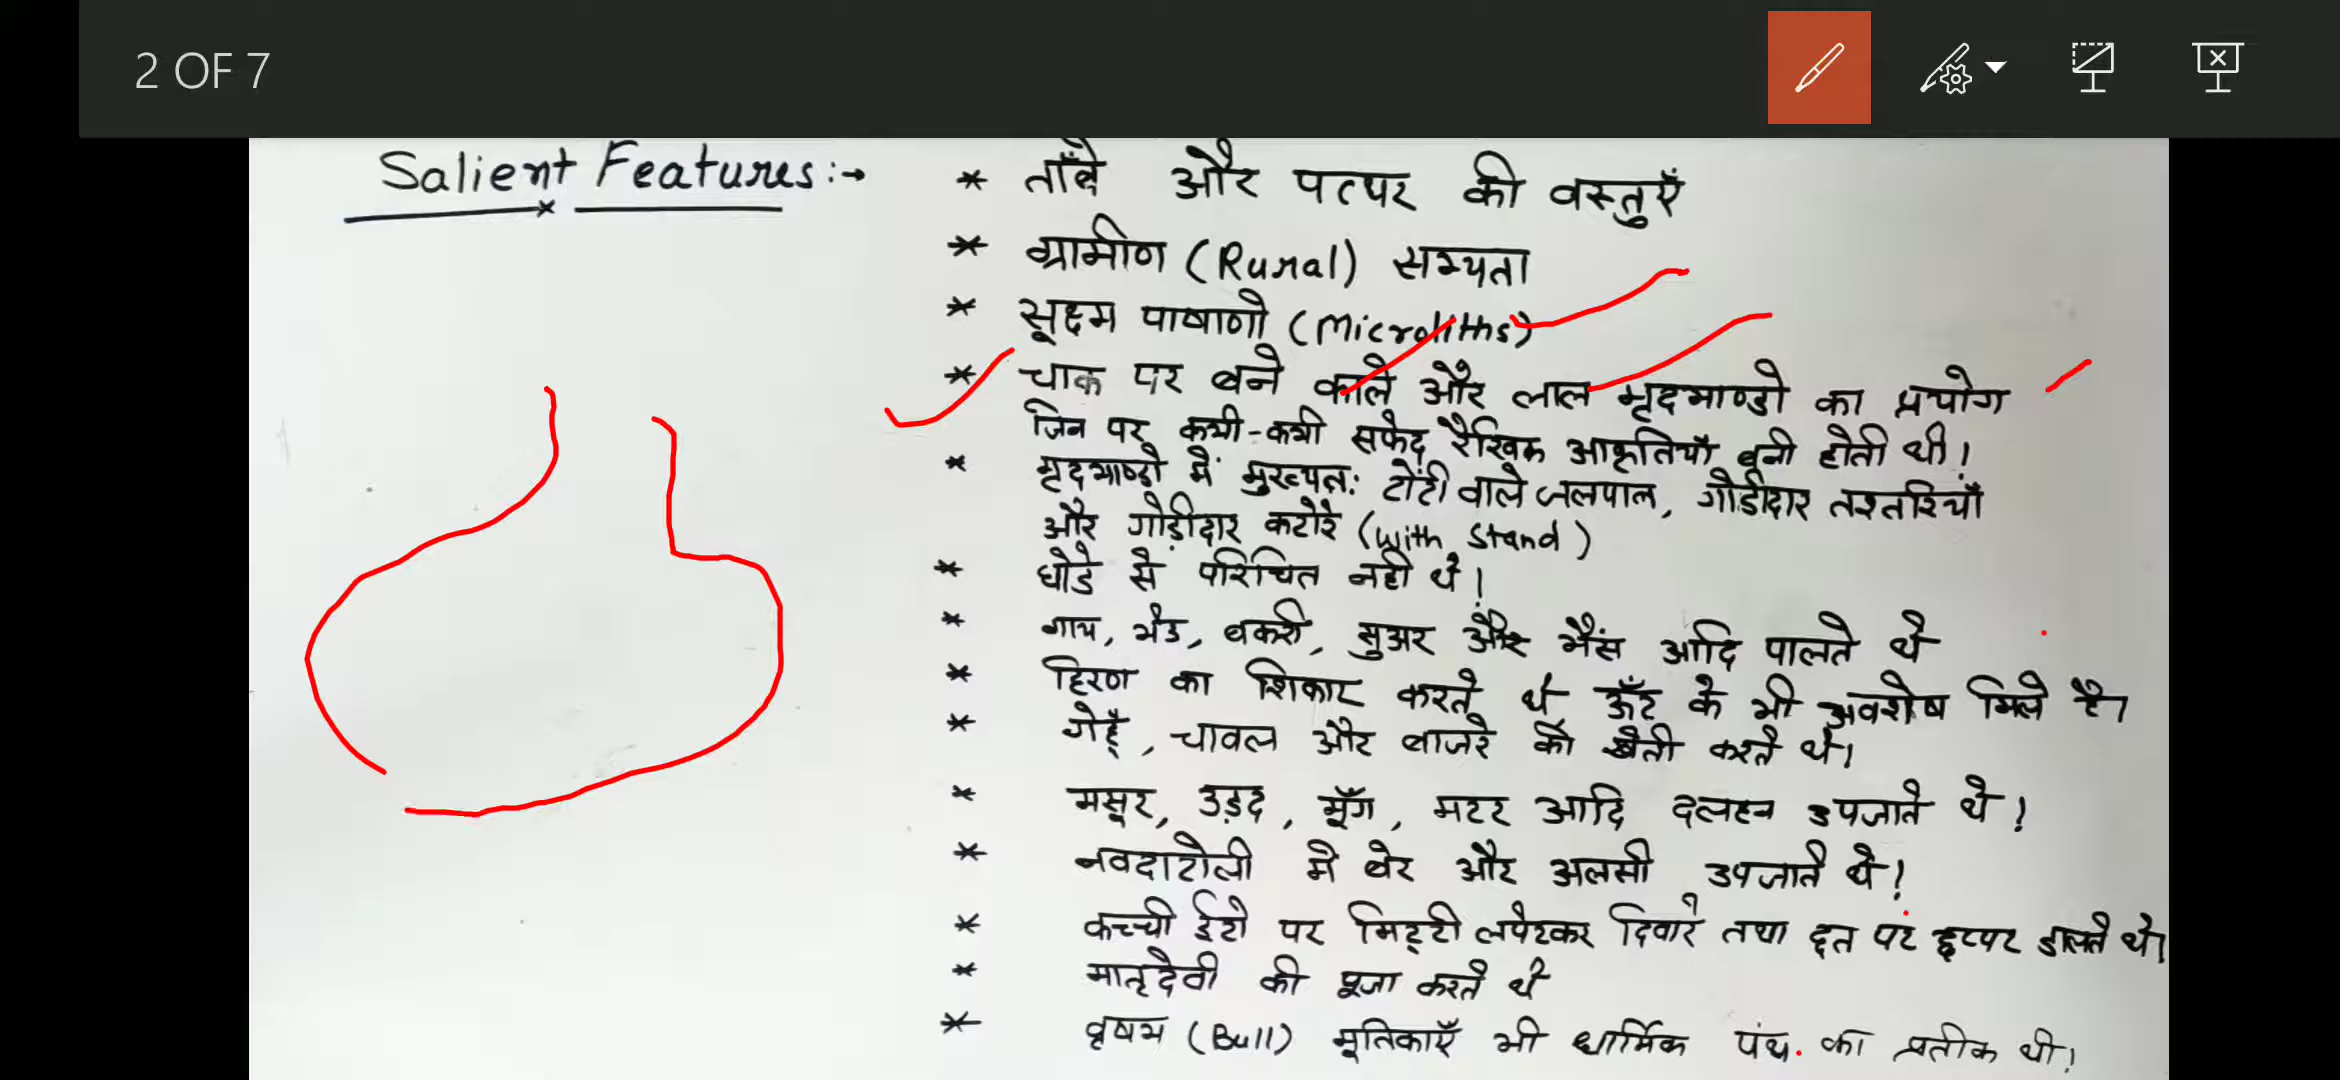 2 OF 7
Salient Features:→
* ताँबे और पत्थर की वस्तुएँ
* ग्रामीण (Rural) सभ्यता
* सूक्ष्म पाषाणो (Microliths)
* चाक पर बने काले और लाल मृदभाण्डो का प्रयोग
जिन पर कभी-कभी सफेद रैखिक आकृतियाँ बनी होती थी।
* मृदभाण्डो में मुख्यत: टोंटी वाले जलपात्र, गोडीदार तश्तरियाँ
और गोड़ीदार कटोरे (with stand)
* घोडे से परिचित नही थे।
* गाय, भेड, बकरी, सुअर और भैंस आदि पालते थे
* हिरण का शिकार करते थे ऊँट के भी अवशेष मिले है।
* गेहूँ, चावल और बाजरे की खेती करते थे।
* मसूर, उड़द, मूँग, मटर आदि दलहन उपजाते थे।
* नवदाटोली मे बेर और अलसी उपजाते थे।
* कच्ची ईटो पर मिट्टी लपेटकर दिवारे तथा छत पर छप्पर डालते थे।
* मातृदेवी की पूजा करते थे
* वृषभ (Bull) मूतिकाएँ भी धार्मिक पंथ का प्रतीक थी।